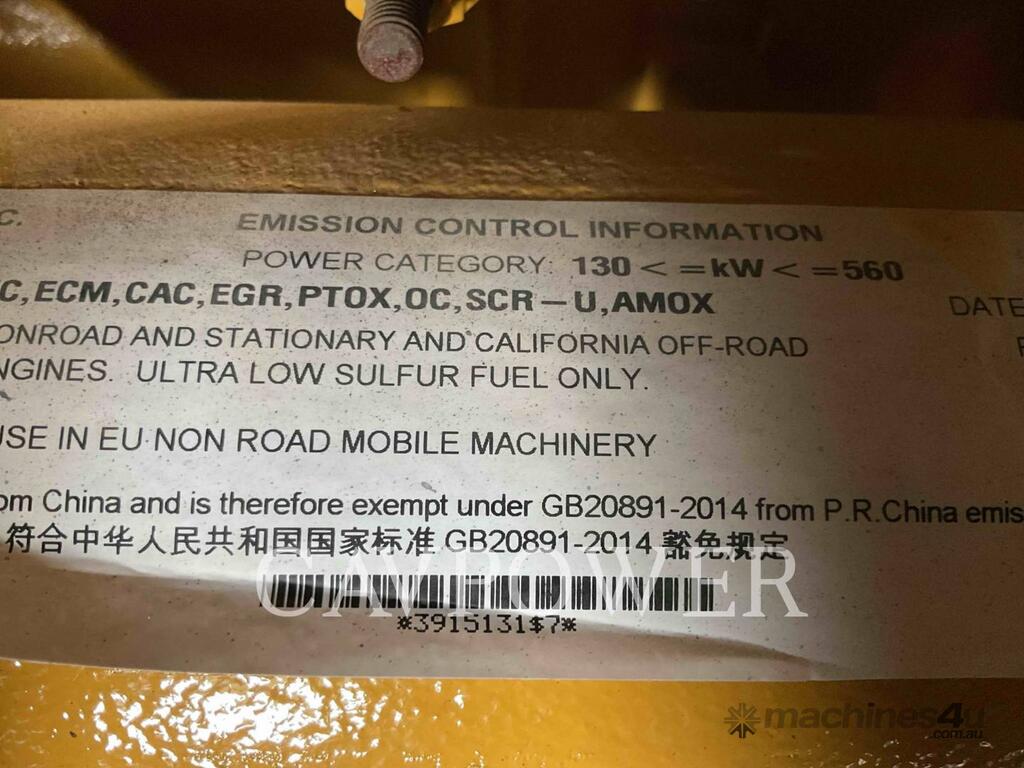 C.
EMISSION CONTROL INFORMATION
POWER CATEGORY: 130 < =kW < =560
C,ECM,CAC,EGR,PTOX,OC,SCR-U,AMOX
DATE
ONROAD AND STATIONARY AND CALIFORNIA OFF-ROAD
NGINES. ULTRA LOW SULFUR FUEL ONLY.
USE IN EU NON ROAD MOBILE MACHINERY
om China and is therefore exempt under GB20891-2014 from P.R.China emis
符合中华人民共和国国家标准 GB20891-2014 豁免规定
CAVPOWER
*3915131$7*
machines4u
.com.au